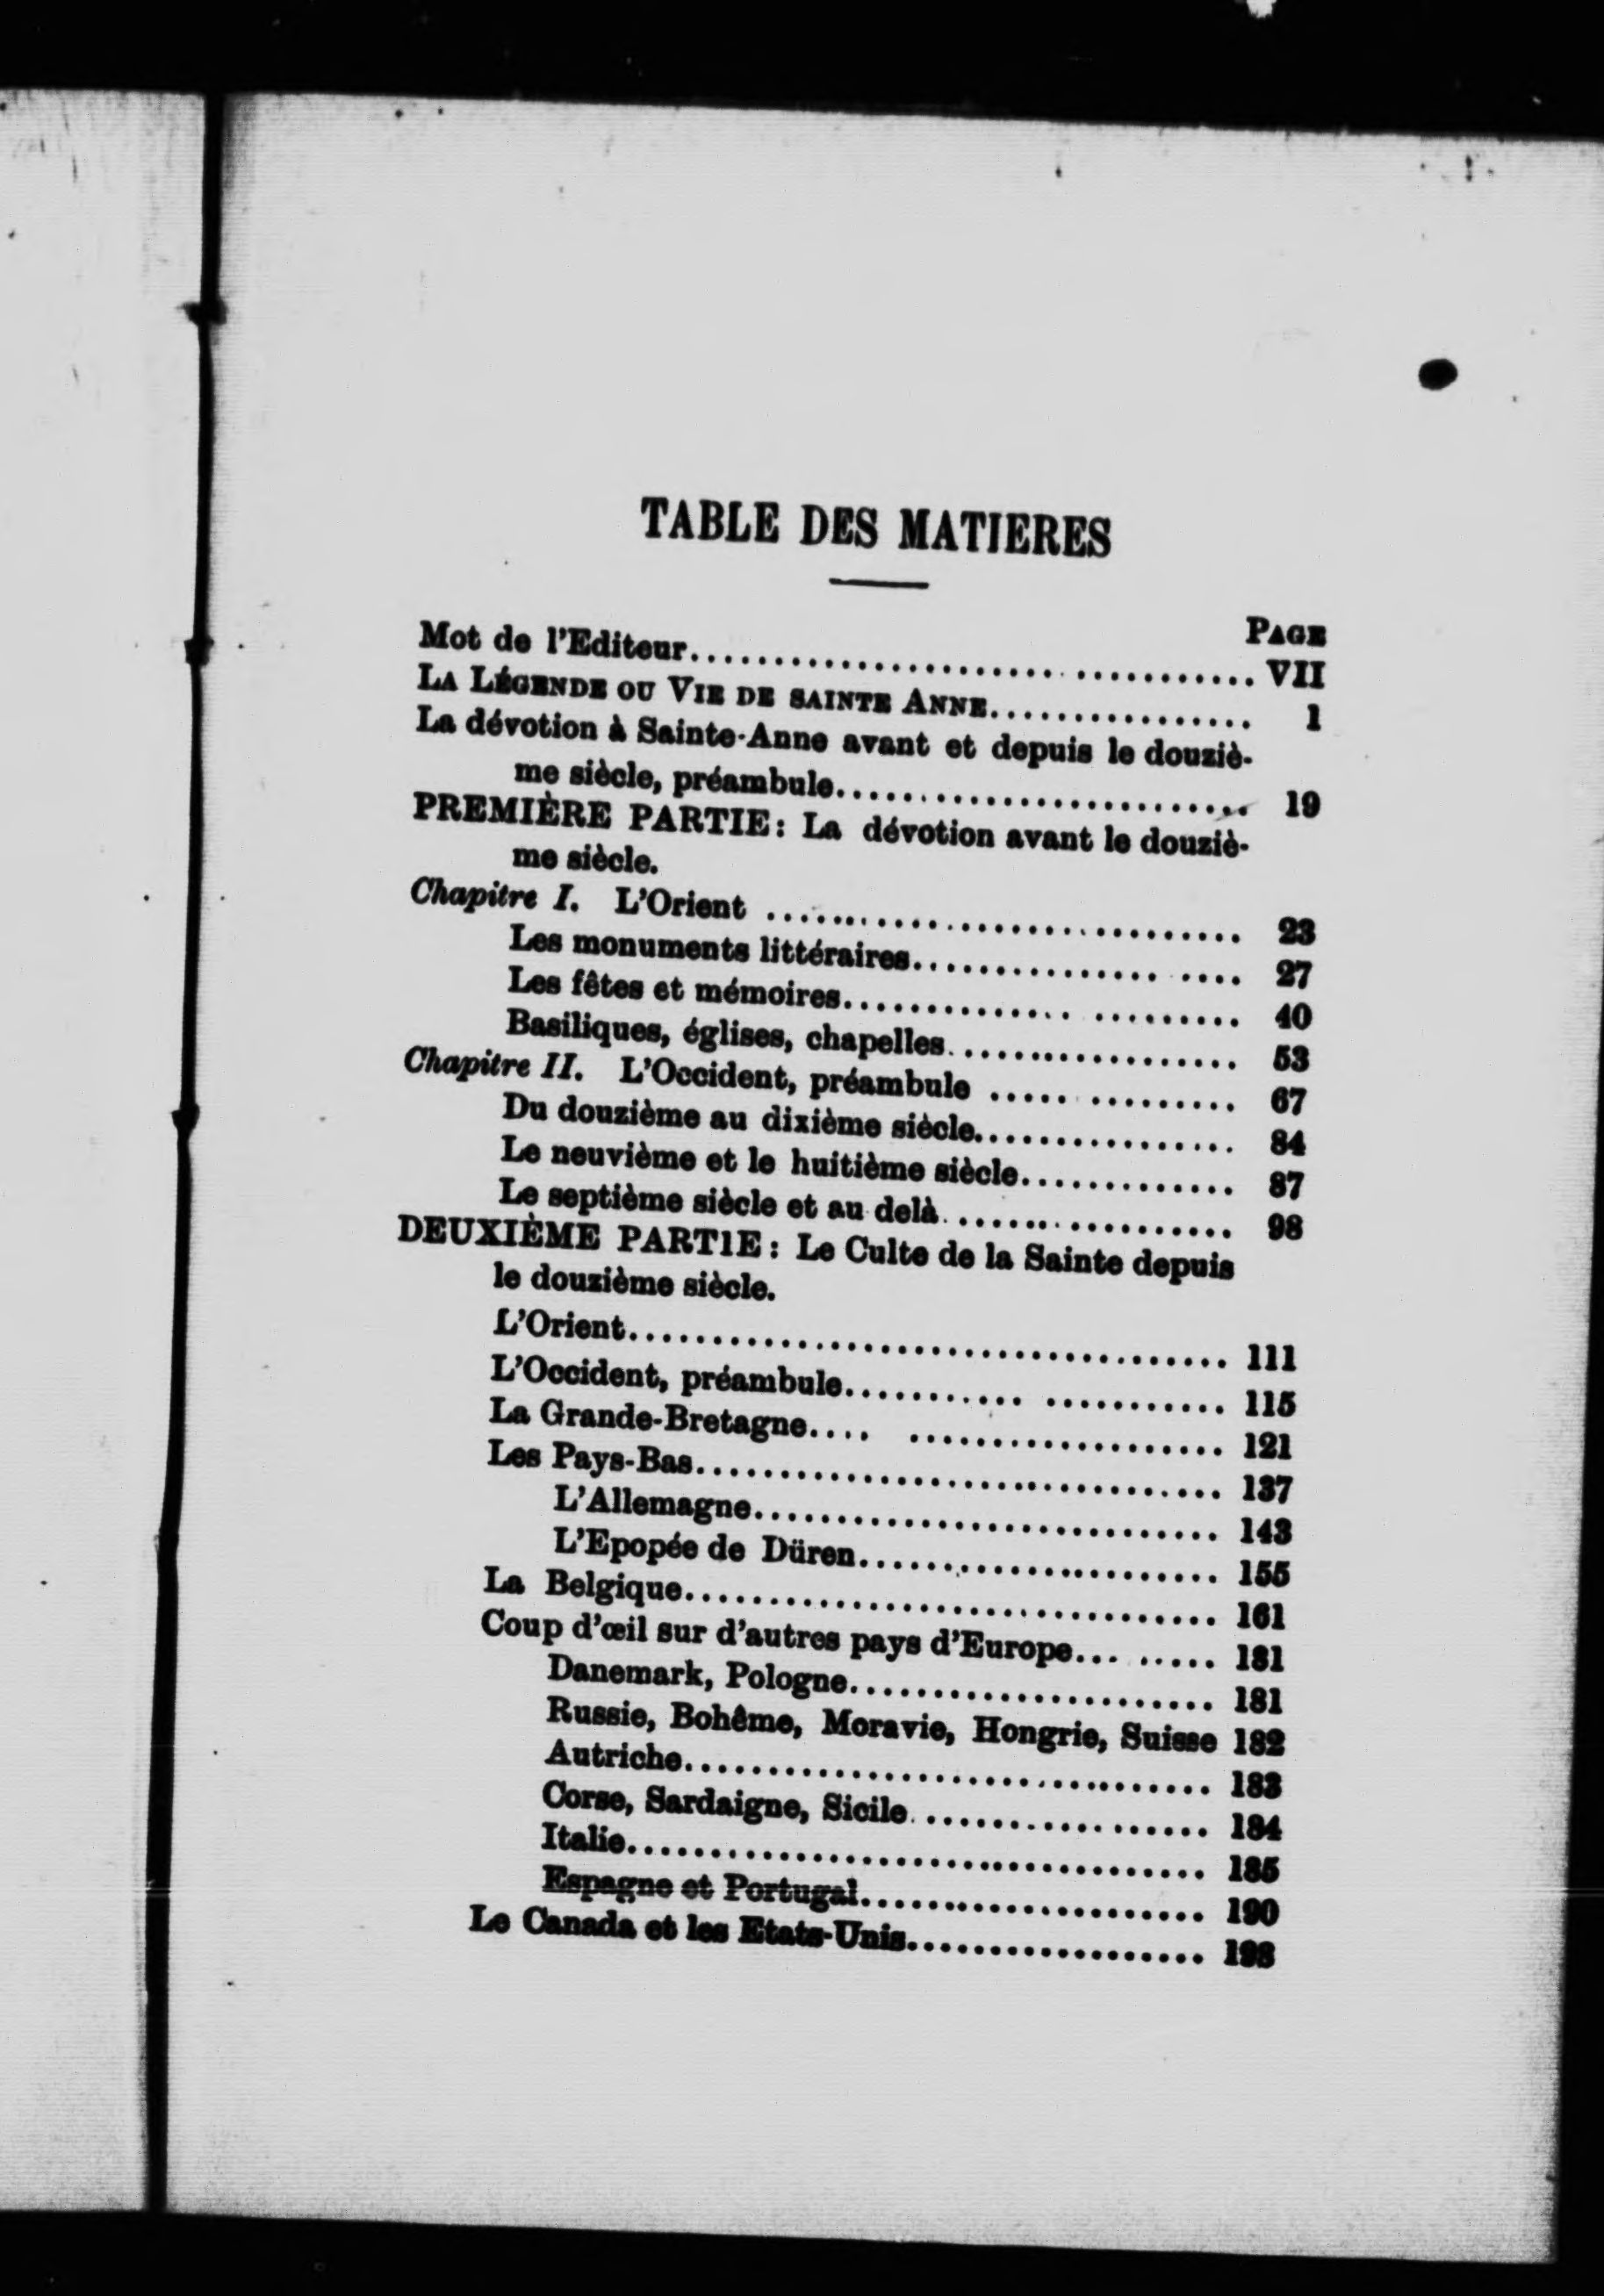 TABLE DES MATIERES
PAGE
Mot de l'Editeur........................................ VII
LA LÉGENDE OU VIE DE SAINTE ANNE................ 1
La dévotion à Sainte-Anne avant et depuis le douziè-
me siècle, préambule.......................... 19
PREMIÈRE PARTIE: La dévotion avant le douziè-
me siècle.
Chapitre I. L'Orient ................................ 23
Les monuments littéraires.................... 27
Les fêtes et mémoires........................ 40
Basiliques, églises, chapelles.................. 53
Chapitre II. L'Occident, préambule .............. 67
Du douzième au dixième siècle................ 84
Le neuvième et le huitième siècle............. 87
Le septième siècle et au delà.................. 98
DEUXIÈME PARTIE: Le Culte de la Sainte depuis
le douzième siècle.
L'Orient...................................... 111
L'Occident, préambule...................... 115
La Grande-Bretagne........................ 121
Les Pays-Bas................................ 137
L'Allemagne............................ 143
L'Epopée de Düren...................... 155
La Belgique................................ 161
Coup d'œil sur d'autres pays d'Europe........ 181
Danemark, Pologne...................... 181
Russie, Bohême, Moravie, Hongrie, Suisse 182
Autriche................................ 183
Corse, Sardaigne, Sicile.................. 184
Italie.................................... 185
Espagne et Portugal...................... 190
Le Canada et les Etats-Unis..................